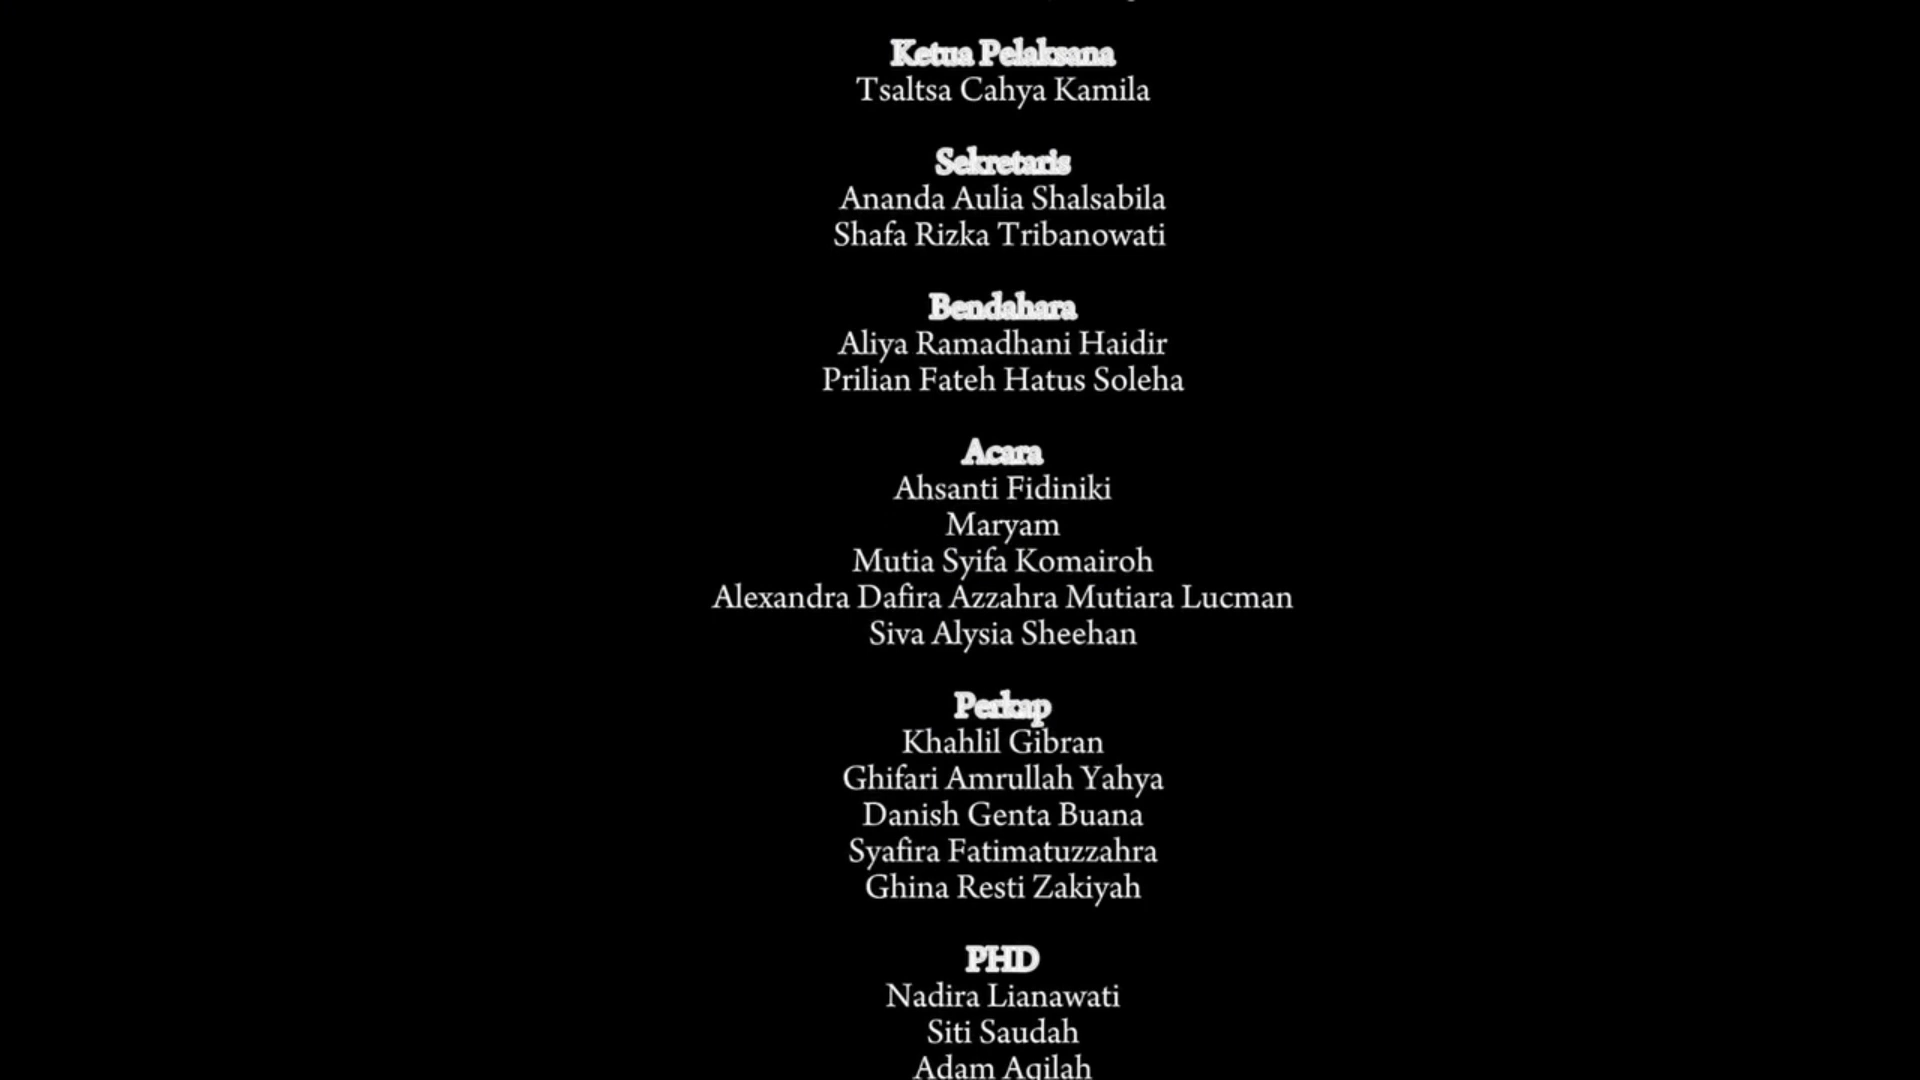 Ketua Pelaksana
Tsaltsa Cahya Kamila
Sekretaris
Ananda Aulia Shalsabila
Shafa Rizka Tribanowati
Bendahara
Aliya Ramadhani Haidir
Prilian Fateh Hatus Soleha
Acara
Ahsanti Fidiniki
Maryam
Mutia Syifa Komairoh
Alexandra Dafira Azzahra Mutiara Lucman
Siva Alysia Sheehan
Perkap
Khahlil Gibran
Ghifari Amrullah Yahya
Danish Genta Buana
Syafira Fatimatuzzahra
Ghina Resti Zakiyah
PHD
Nadira Lianawati
Siti Saudah
Adam Aqilah